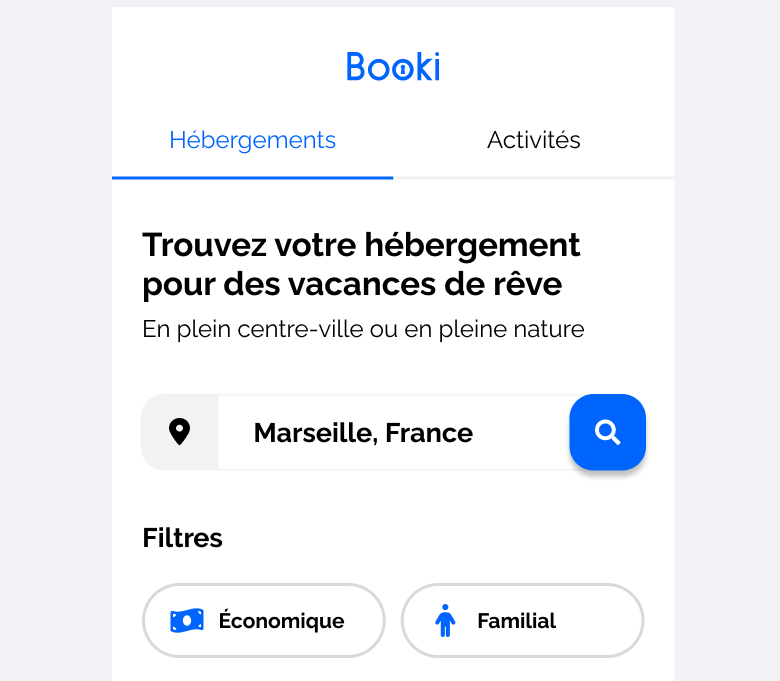 Booki
Hébergements
Activités
Trouvez votre hébergement
pour des vacances de rêve
En plein centre-ville ou en pleine nature
Marseille, France
Filtres
Économique
Familial